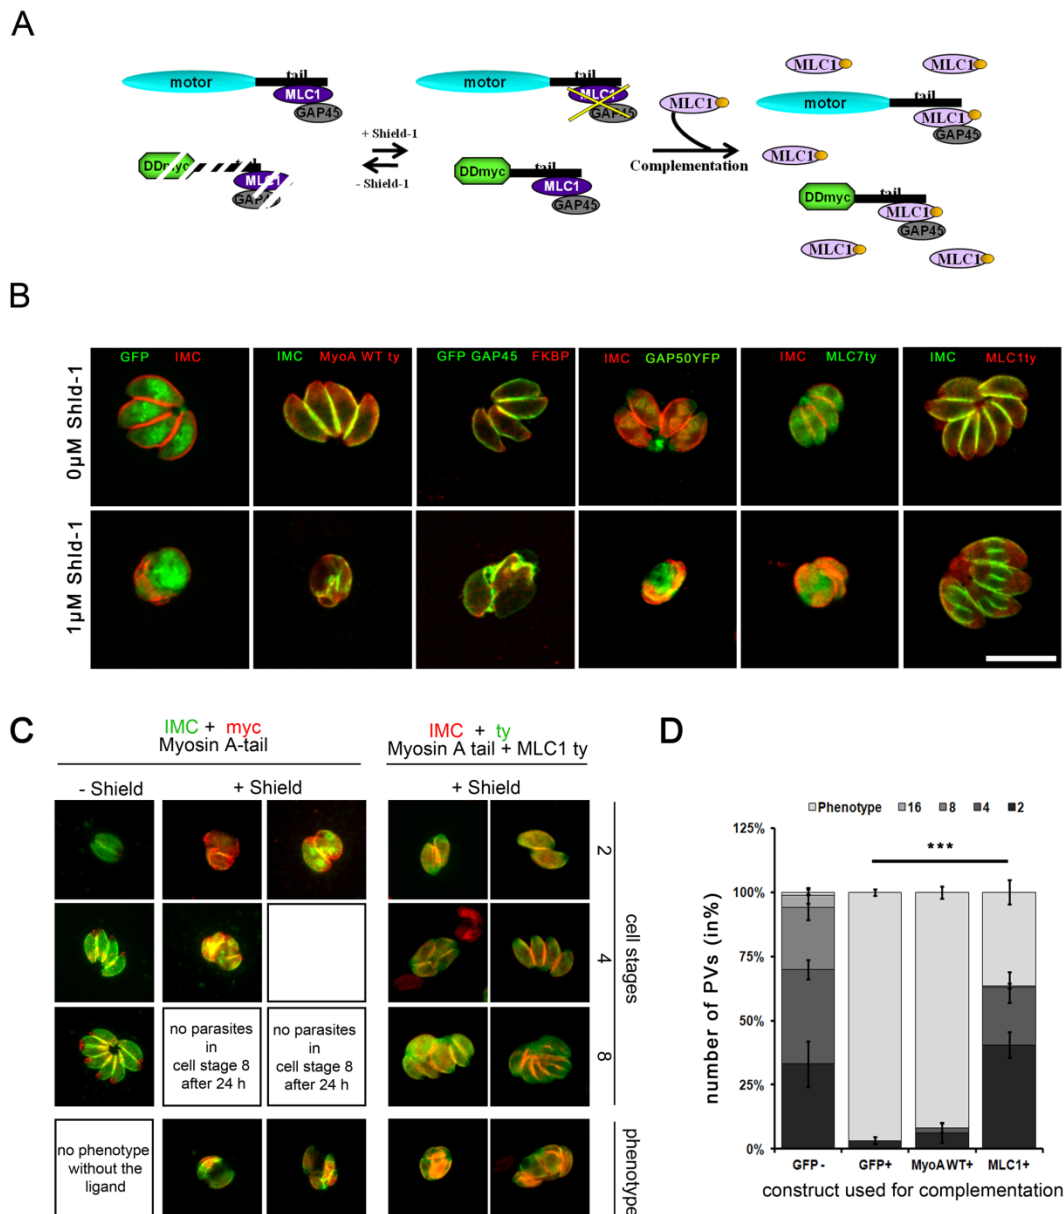 A
motor
tail
MLC1
GAP45
DDmyc
tail
MLC1
GAP45
+ Shield-1
- Shield-1
motor
tail
MLC1
GAP45
DDmyc
tail
MLC1
GAP45
MLC1
Complementation
MLC1
MLC1
motor
tail
MLC1
GAP45
MLC1
DDmyc
tail
MLC1
GAP45
MLC1
MLC1
B
GFP IMC
IMC MyoA WT ty
GFP GAP45 FKBP
IMC GAP50YFP
IMC MLC7ty
IMC MLC1ty
0µM Shld-1
1µM Shld-1
C
IMC + myc
Myosin A-tail
IMC + ty
Myosin A tail + MLC1 ty
- Shield
+ Shield
+ Shield
2
4
8
cell stages
no parasites
in
cell stage 8
after 24 h
no parasites
in
cell stage 8
after 24 h
no phenotype
without the
ligand
phenotype
D
Phenotype 16 8 4 2
125%
100%
75%
50%
25%
0%
***
number of PVs (in%)
GFP - GFP+ MyoA WT+ MLC1+
construct used for complementation